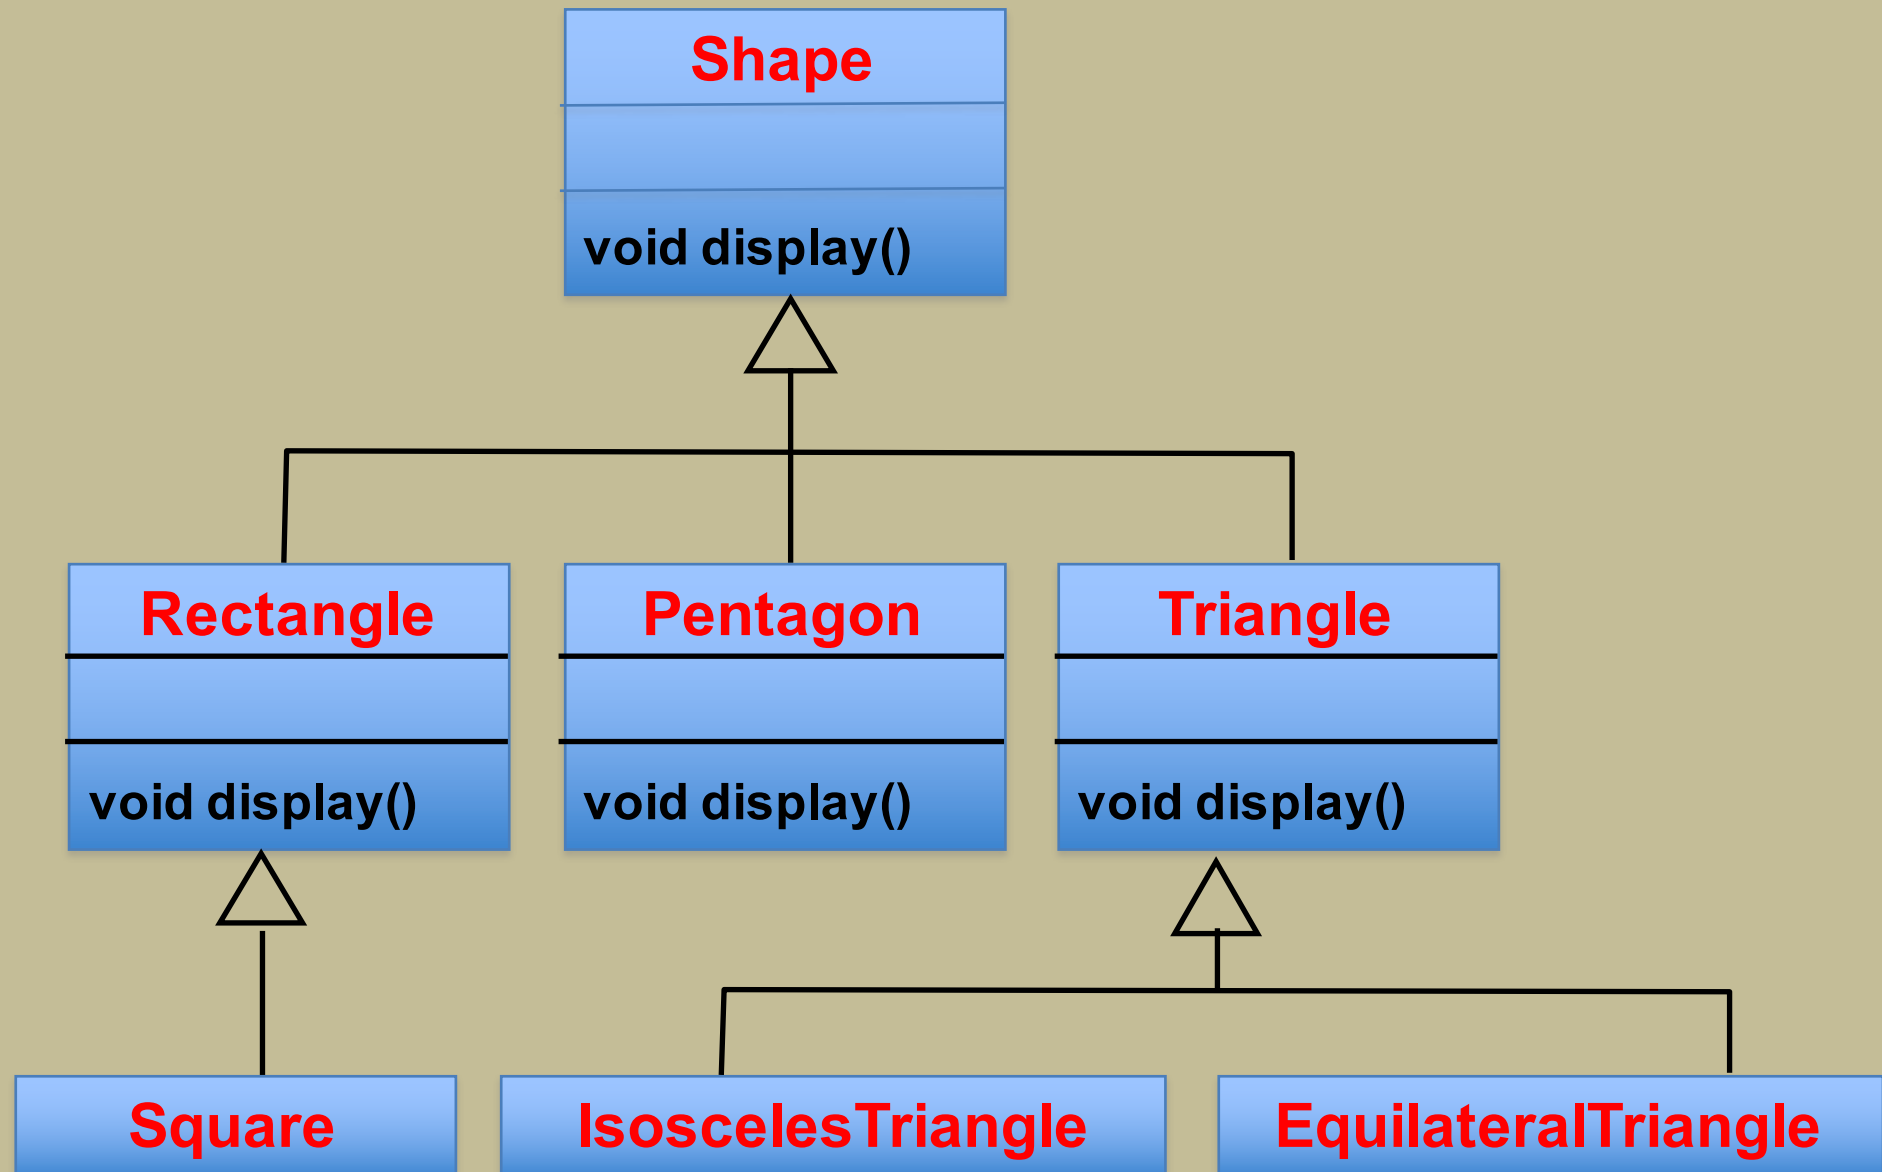 Shape
void display()
Rectangle
Pentagon
Triangle
void display()
void display()
void display()
Square
IsoscelesTriangle
EquilateralTriangle